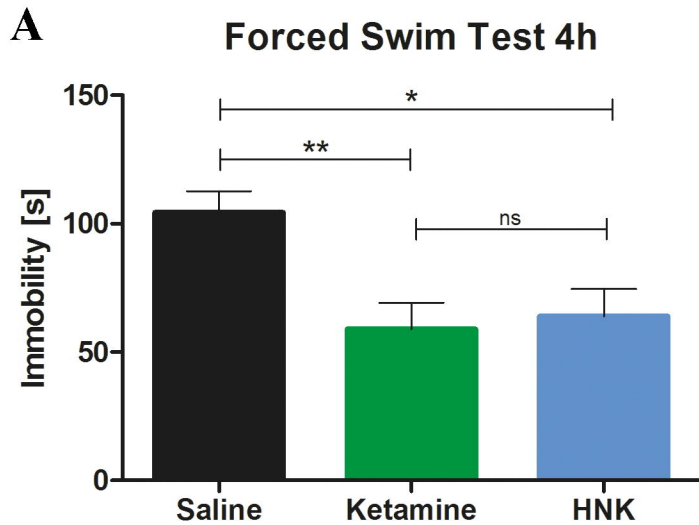 A
Forced Swim Test 4h
Immobility [s]
150
100
50
0
*
**
ns
Saline
Ketamine
HNK